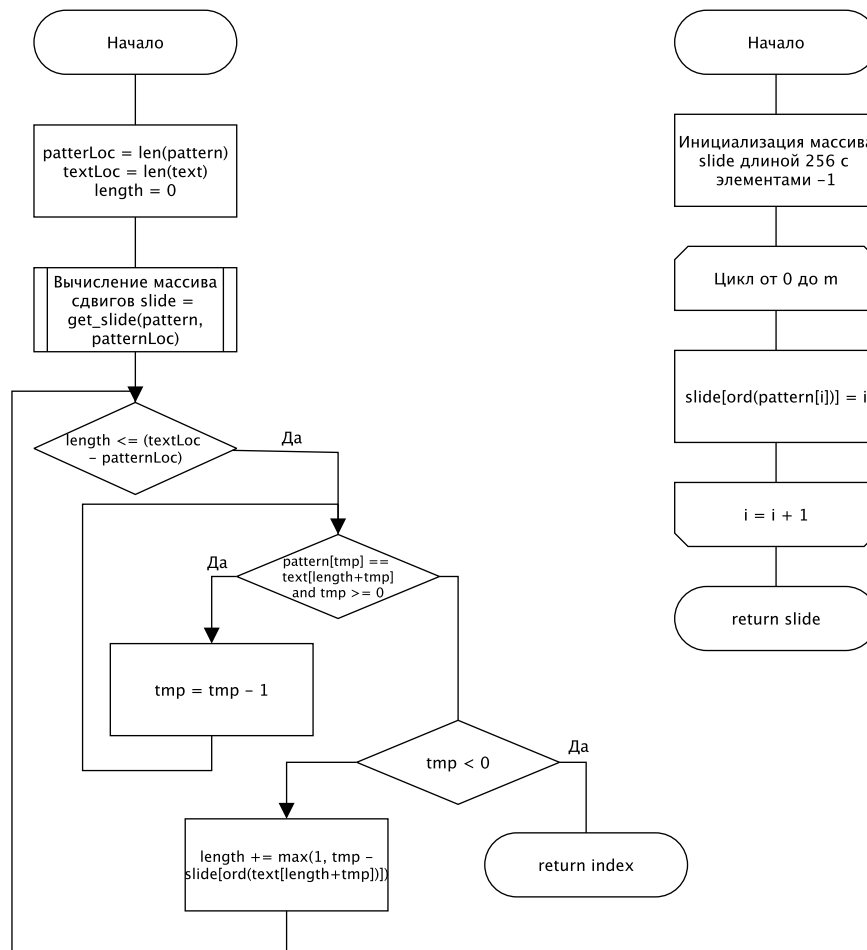 Начало
patterLoc = len(pattern)
textLoc = len(text)
length = 0
Вычисление массива
сдвигов slide =
get_slide(pattern,
patternLoc)
length <= (textLoc
- patternLoc)
Да
pattern[tmp] ==
text[length+tmp]
and tmp >= 0
Да
tmp = tmp - 1
tmp < 0
Да
length += max(1, tmp -
slide[ord(text[length+tmp])])
return index
Начало
Инициализация массива
slide длиной 256 с
элементами -1
Цикл от 0 до m
slide[ord(pattern[i])] = i
i = i + 1
return slide